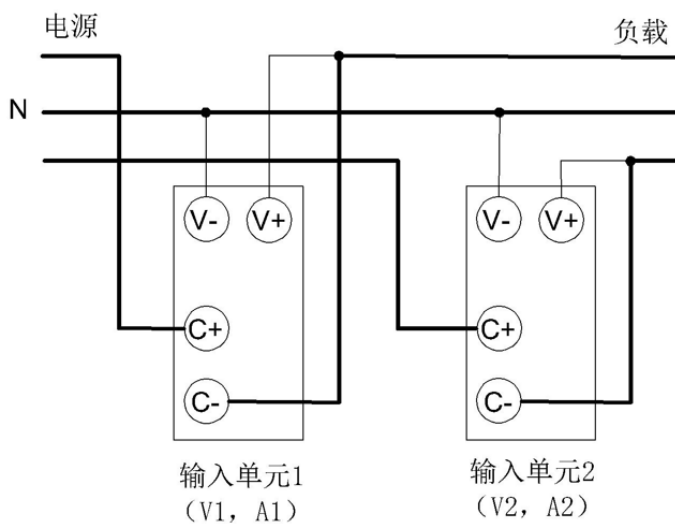 电源
负载
N
V-
V+
V-
V+
C+
C+
C-
C-
输入单元1
(V1, A1)
输入单元2
(V2, A2)